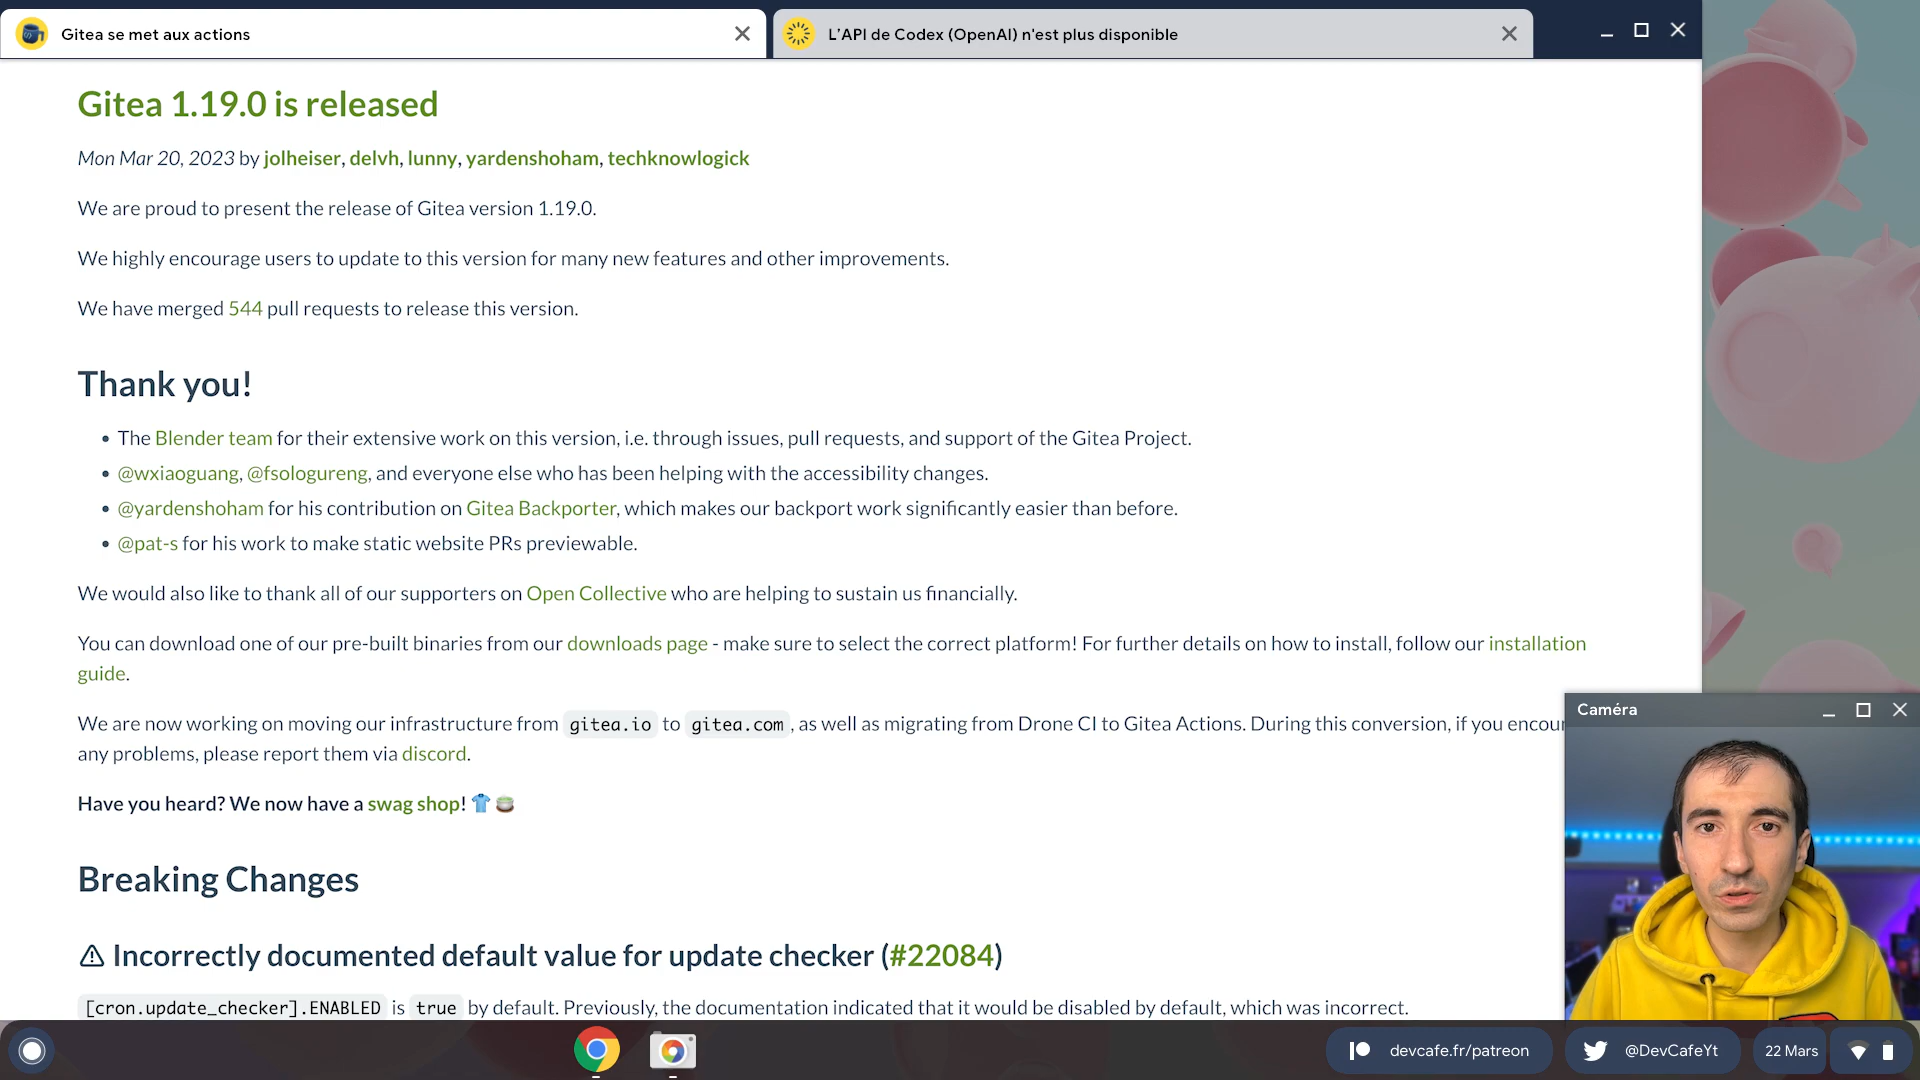 Gitea se met aux actions
L’API de Codex (OpenAI) n'est plus disponible
Gitea 1.19.0 is released
Mon Mar 20, 2023 by jolheiser, delvh, lunny, yardenshoham, techknowlogick
We are proud to present the release of Gitea version 1.19.0.
We highly encourage users to update to this version for many new features and other improvements.
We have merged 544 pull requests to release this version.
Thank you!
• The Blender team for their extensive work on this version, i.e. through issues, pull requests, and support of the Gitea Project.
• @wxiaoguang, @fsologureng, and everyone else who has been helping with the accessibility changes.
• @yardenshoham for his contribution on Gitea Backporter, which makes our backport work significantly easier than before.
• @pat-s for his work to make static website PRs previewable.
We would also like to thank all of our supporters on Open Collective who are helping to sustain us financially.
You can download one of our pre-built binaries from our downloads page - make sure to select the correct platform! For further details on how to install, follow our installation
guide.
We are now working on moving our infrastructure from gitea.io to gitea.com, as well as migrating from Drone CI to Gitea Actions. During this conversion, if you encour
any problems, please report them via discord.
Have you heard? We now have a swag shop! 👕🍵
Breaking Changes
⚠ Incorrectly documented default value for update checker (#22084)
[cron.update_checker].ENABLED is true by default. Previously, the documentation indicated that it would be disabled by default, which was incorrect.
Caméra
devcafe.fr/patreon
@DevCafeYt
22 Mars